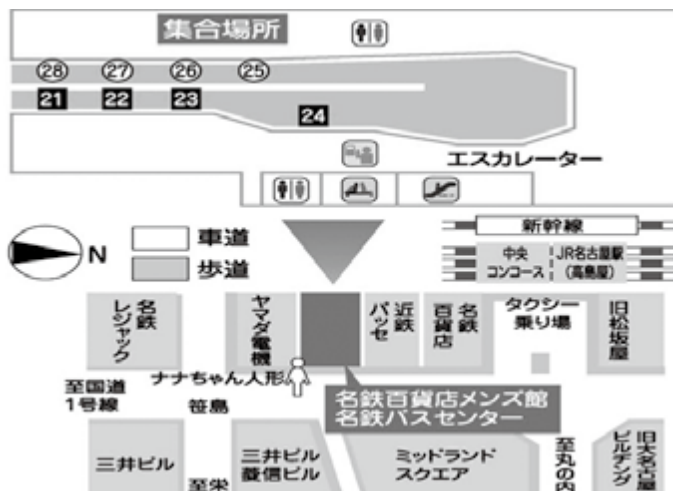 集合場所
㉘ ㉗ ㉖ ㉕
21 22 23
24
エスカレーター
N
車道
歩道
新幹線
中央
コンコース
JR名古屋駅
(高島屋)
名鉄
レジャック
ヤマダ電機
近鉄
パッセ
名鉄
百貨店
タクシー
乗り場
旧松坂屋
至国道
1号線
ナナちゃん人形
笹島
名鉄百貨店メンズ館
名鉄バスセンター
三井ビル
至栄
三井ビル
菱信ビル
ミッドランド
スクエア
至丸の内
旧大名古屋
ビルヂング